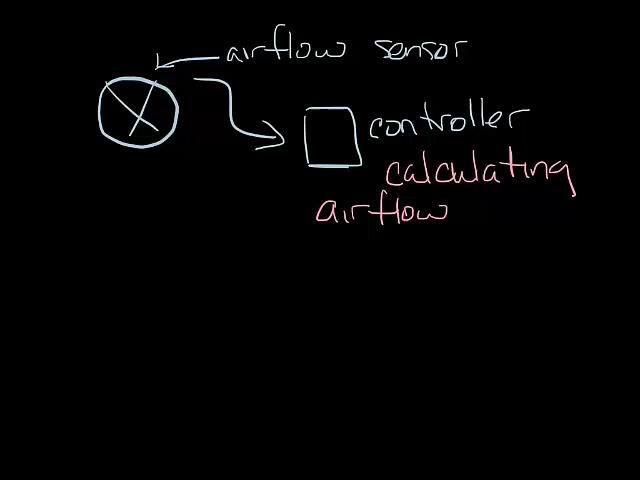 airflow sensor
controller
calculating
airflow